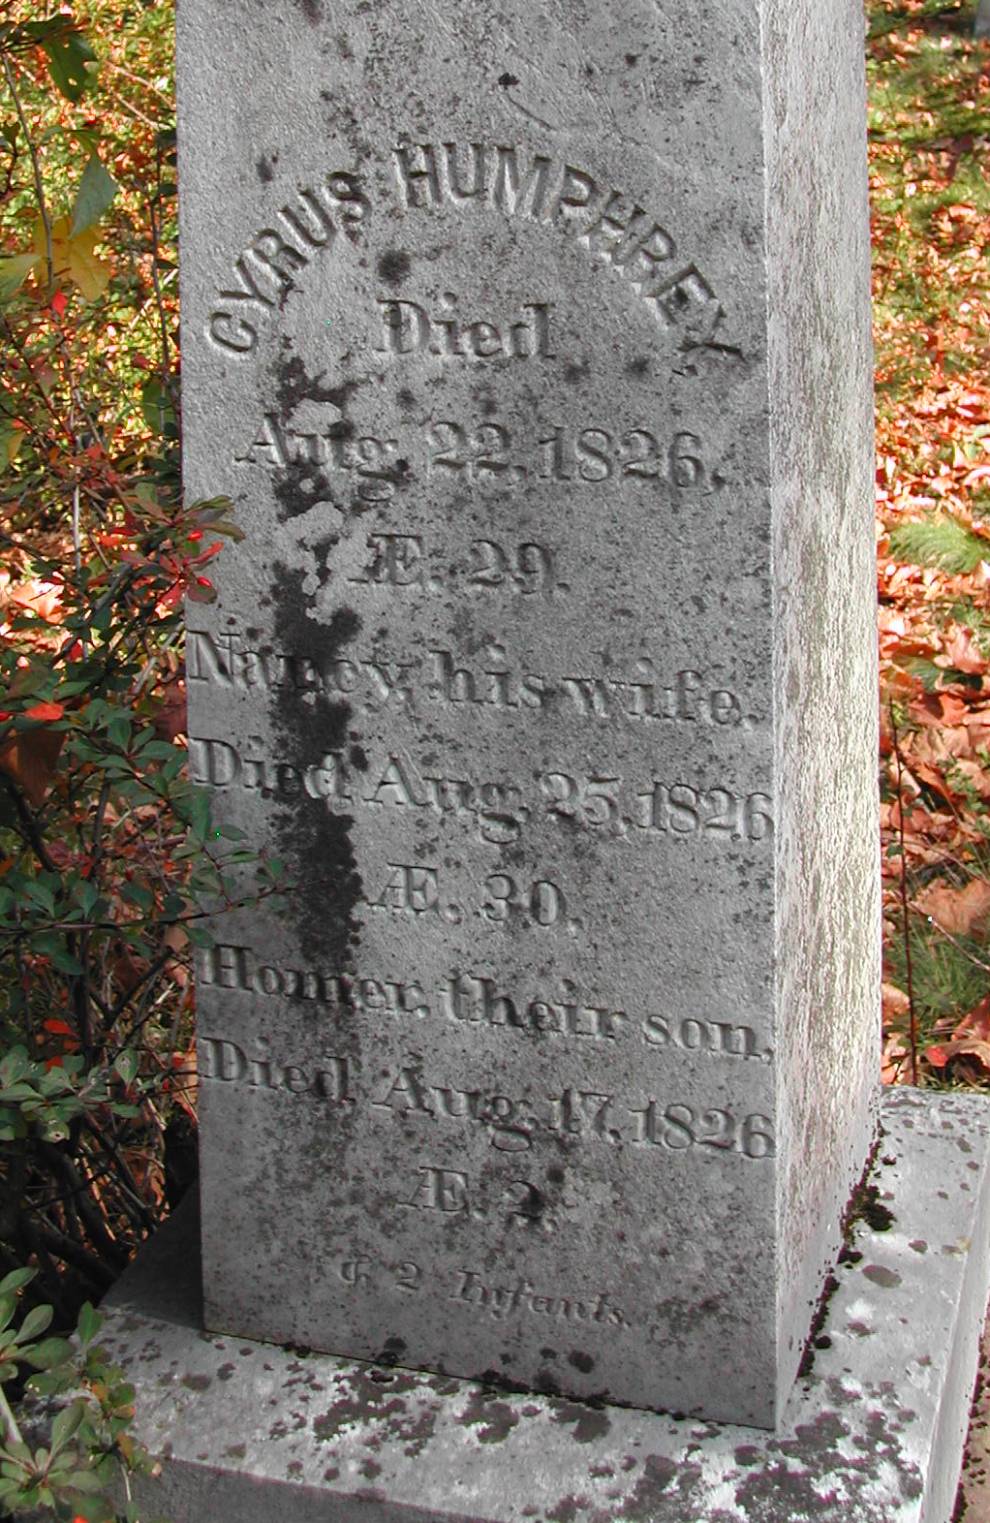 CYRUS HUMPHREY
Died
Aug. 22, 1826,
Æ. 29.
Nancy, his wife.
Died Aug. 25, 1826
Æ. 30.
Homer, their son,
Died Aug. 17, 1826
Æ. 2.
& 2 Infants.